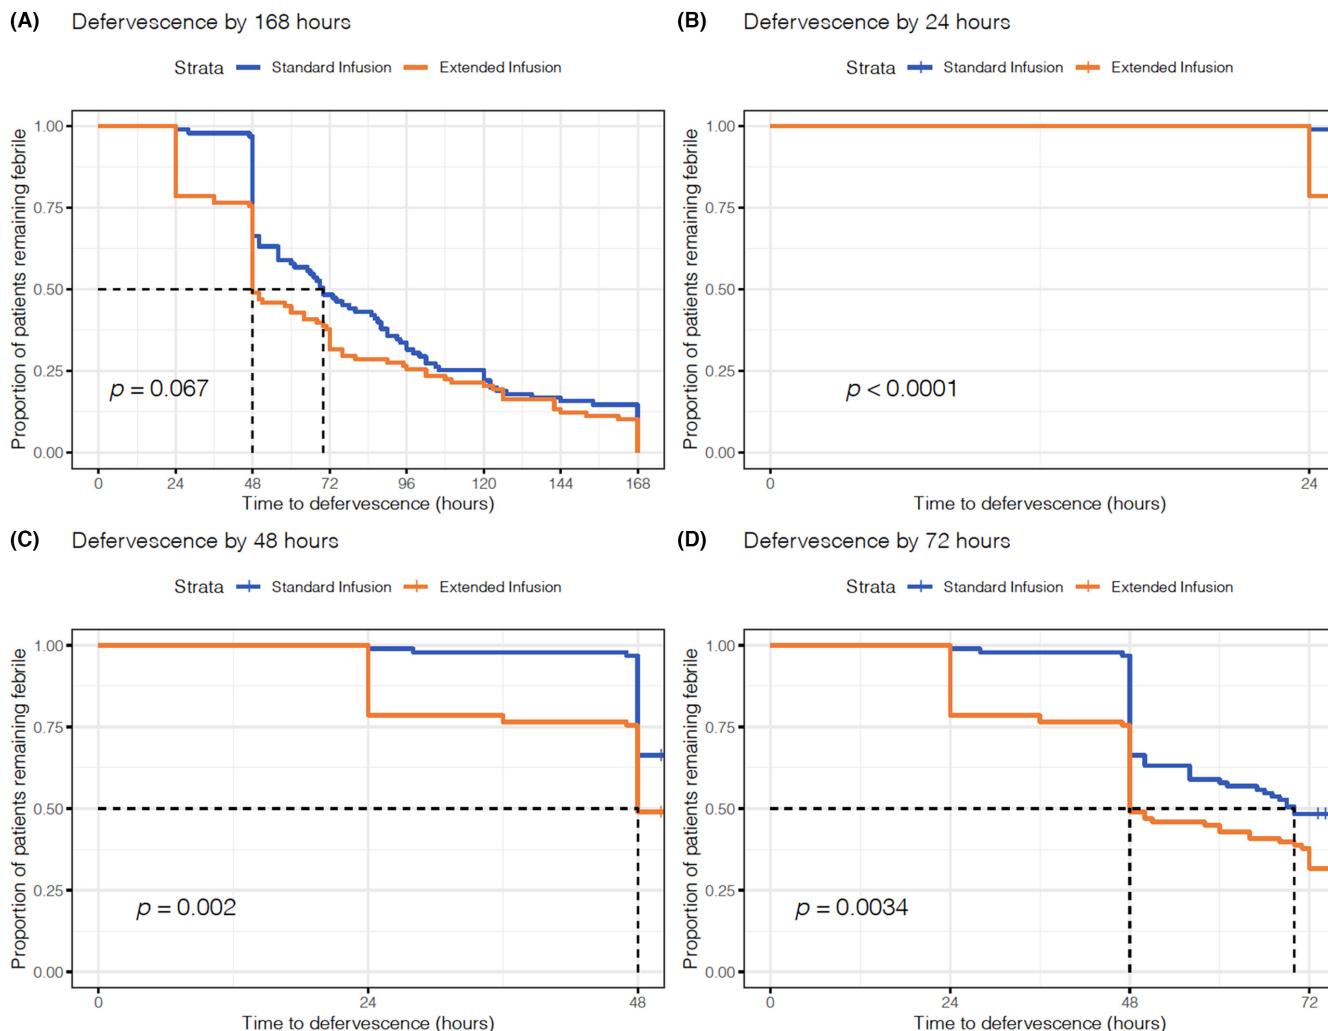 (A) Defervescence by 168 hours
Strata Standard Infusion Extended Infusion
Proportion of patients remaining febrile
1.00
0.75
0.50
0.25
0.00
p = 0.067
0 24 48 72 96 120 144 168
Time to defervescence (hours)
(B) Defervescence by 24 hours
Strata Standard Infusion Extended Infusion
Proportion of patients remaining febrile
1.00
0.75
0.50
0.25
0.00
p < 0.0001
0 24
Time to defervescence (hours)
(C) Defervescence by 48 hours
Strata Standard Infusion Extended Infusion
Proportion of patients remaining febrile
1.00
0.75
0.50
0.25
0.00
p = 0.002
0 24 48
Time to defervescence (hours)
(D) Defervescence by 72 hours
Strata Standard Infusion Extended Infusion
Proportion of patients remaining febrile
1.00
0.75
0.50
0.25
0.00
p = 0.0034
0 24 48 72
Time to defervescence (hours)